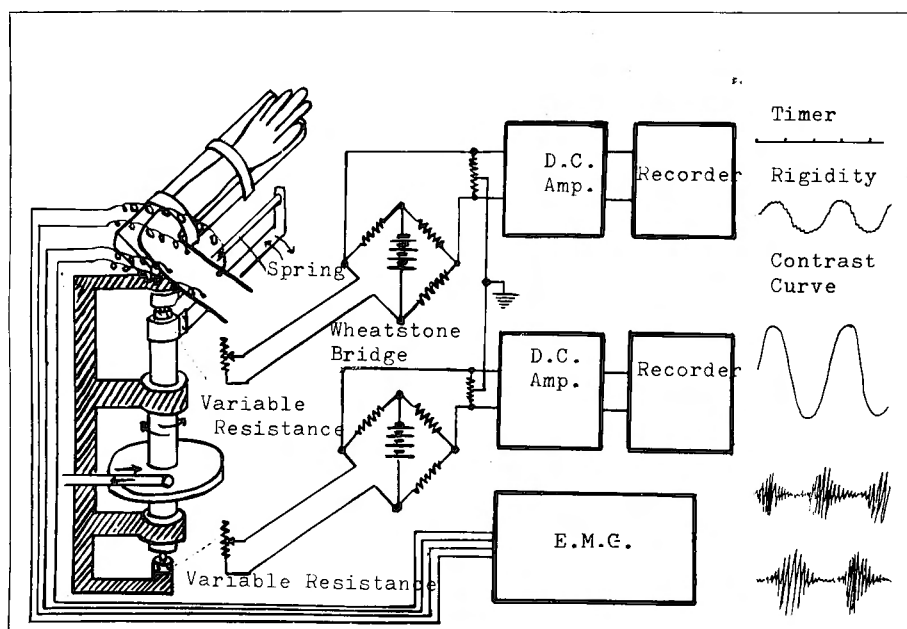 Timer
D.C.
Amp.
Recorder
Rigidity
Spring
Contrast
Curve
Wheatstone
Bridge
D.C.
Amp.
Recorder
Variable
Resistance
E.M.G.
Variable Resistance